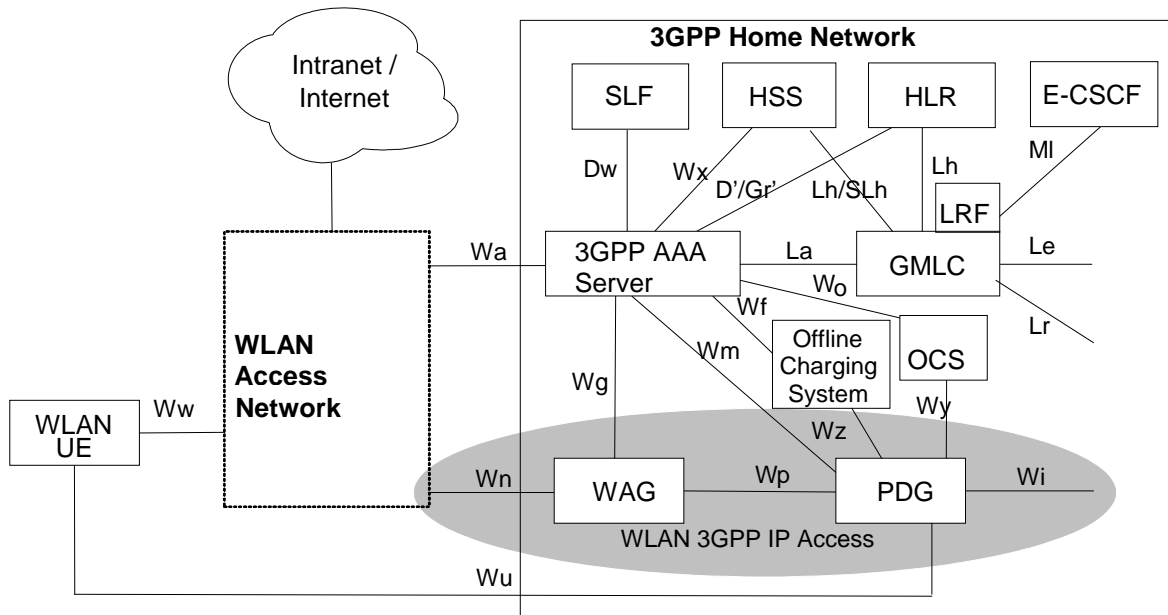 3GPP Home Network
Intranet /
Internet
SLF
HSS
HLR
E-CSCF
Dw
Wx
D'/Gr'
Lh/SLh
Lh
Ml
LRF
Wa
3GPP AAA
Server
La
GMLC
Le
Wo
Wf
Lr
WLAN
Access
Network
Wm
Offline
Charging
System
OCS
Wg
Ww
Wy
WLAN
UE
Wz
Wn
WAG
Wp
PDG
Wi
WLAN 3GPP IP Access
Wu